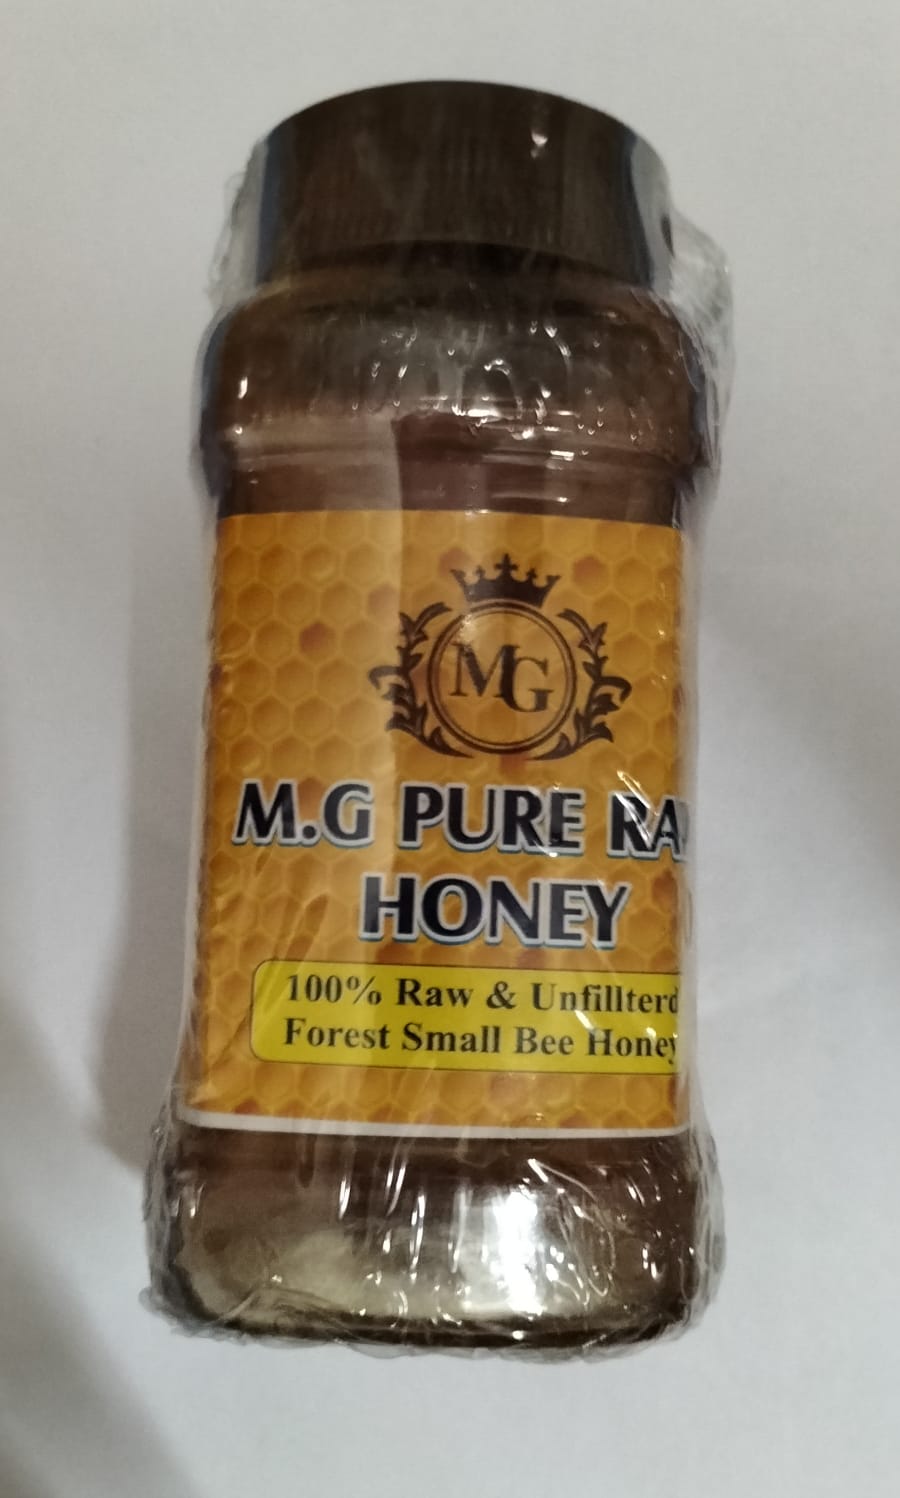 MG
M.G PURE RA
HONEY
100% Raw & Unfillterd
Forest Small Bee Honey